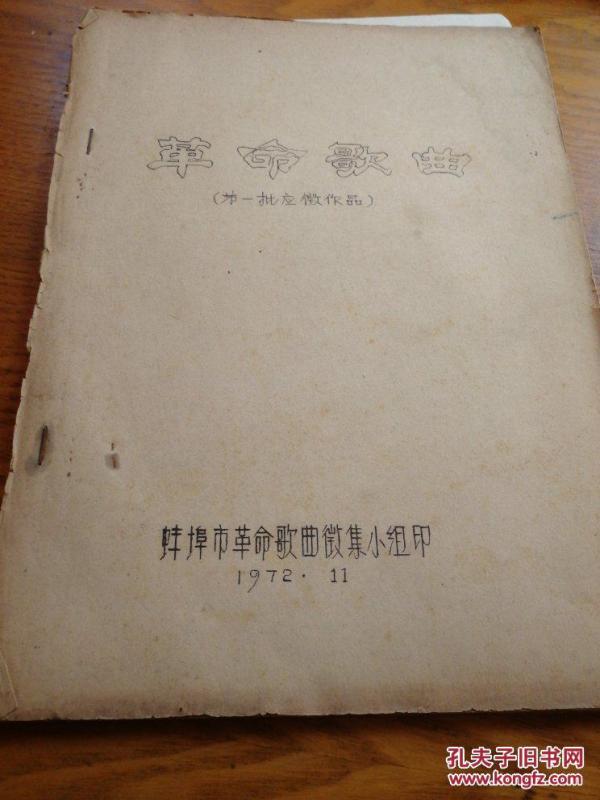 革命歌曲
(㐧一批应徵作品)
蚌埠市革命歌曲徵集小组印
1972.11
孔夫子旧书网
www.kongfz.com